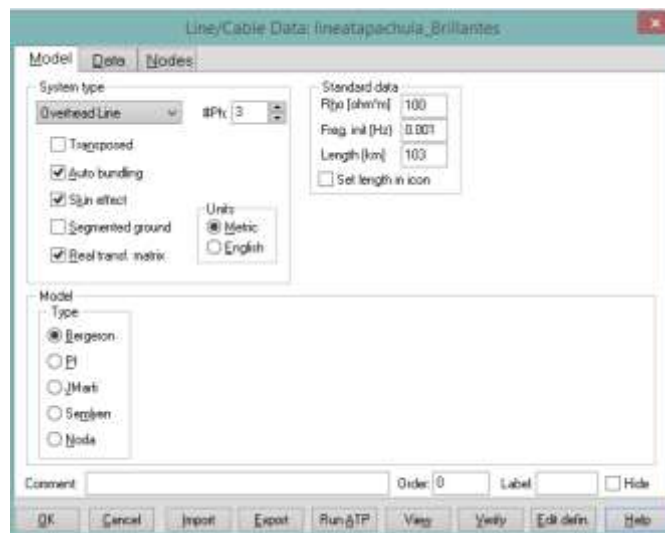 Line/Cable Data: lineatapachula_Brillantes
Model Data Nodes
System type
Overhead Line #Ph: 3
Transposed
Auto bundling
Skin effect
Segmented ground
Real transf. matrix
Units
Metric
English
Standard data
Rho [ohm*m] 100
Freq. init [Hz] 0.001
Length [km] 103
Set length in icon
Model
Type
Bergeron
PI
JMarti
Semlyen
Noda
Comment: Order: 0 Label: Hide
OK Cancel Import Export Run ATP View Verify Edit defin. Help